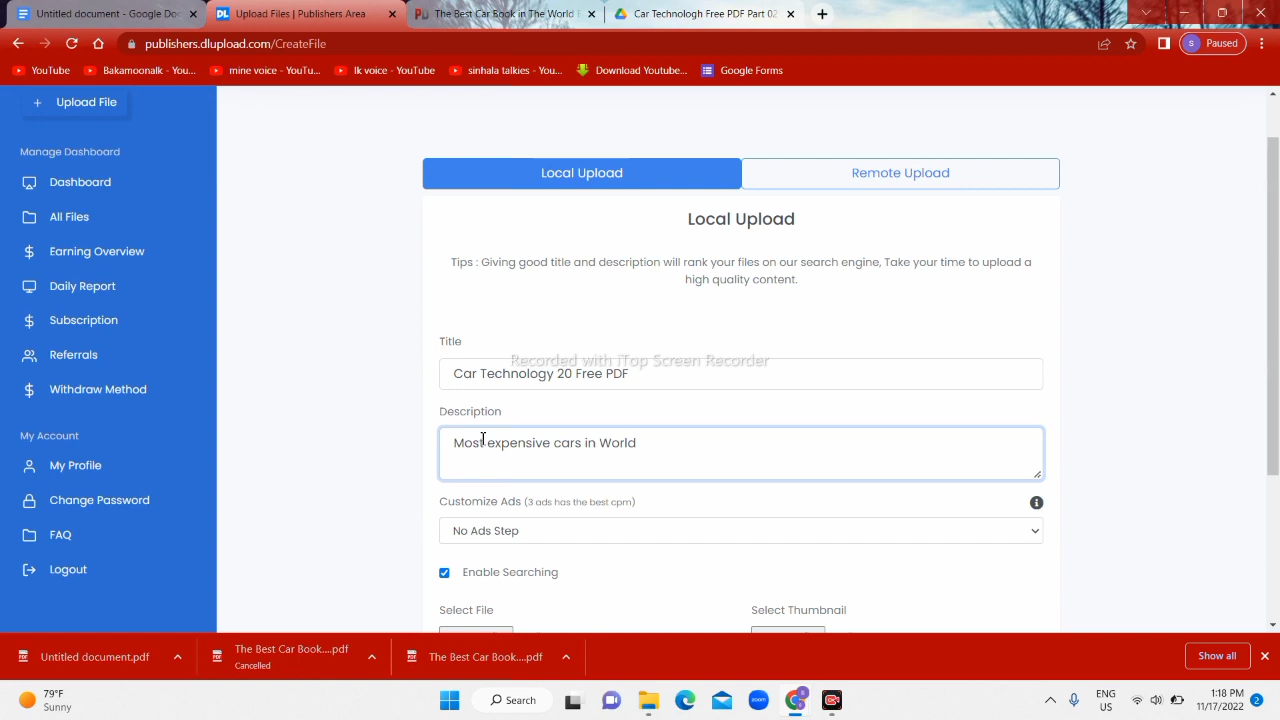 Untitled document - Google Doc
Upload Files | Publishers Area
The Best Car Book in The World F
Car Technologh Free PDF Part 02
publishers.dlupload.com/CreateFile
S Paused
YouTube
Bakamoonalk - You...
mine voice - YouTu...
lk voice - YouTube
sinhala talkies - You...
Download Youtube...
Google Forms
+ Upload File
Manage Dashboard
Dashboard
All Files
Earning Overview
Daily Report
Subscription
Referrals
Withdraw Method
My Account
My Profile
Change Password
FAQ
Logout
Local Upload
Remote Upload
Local Upload
Tips : Giving good title and description will rank your files on our search engine, Take your time to upload a
high quality content.
Recorded with iTop Screen Recorder
Title
Car Technology 20 Free PDF
Description
Most expensive cars in World
Customize Ads (3 ads has the best cpm)
No Ads Step
Enable Searching
Select File
Select Thumbnail
Untitled document.pdf
The Best Car Book....pdf
Cancelled
The Best Car Book....pdf
Show all
79°F
Sunny
Search
zoom
ENG
US
1:18 PM
11/17/2022
2